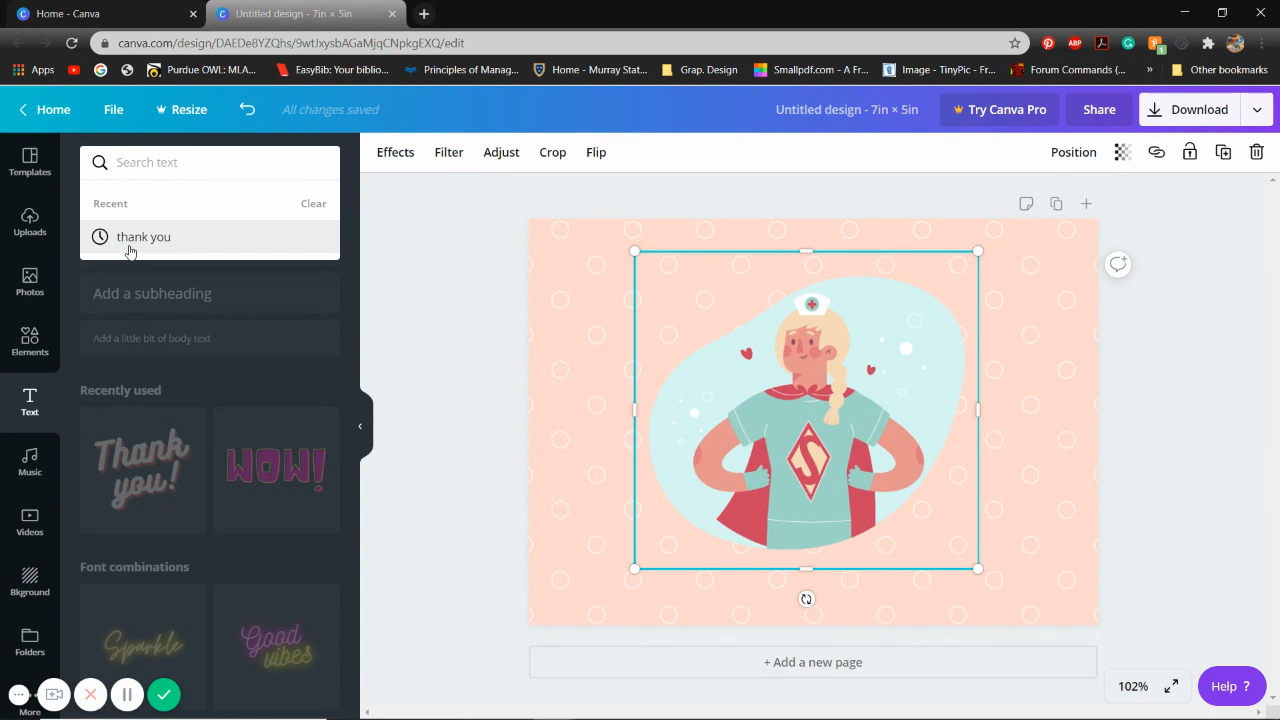 Home - Canva
Untitled design - 7in × 5in
canva.com/design/DAEDe8YZQhs/9wtJxysbAGaMjqCNpkgEXQ/edit
Apps
Purdue OWL: MLA...
EasyBib: Your biblio...
Principles of Manag...
Home - Murray Stat...
Grap. Design
Smallpdf.com - A Fr...
Image - TinyPic - Fr...
Forum Commands (...
»
Other bookmarks
Home
File
Resize
All changes saved
Untitled design - 7in × 5in
Try Canva Pro
Share
Download
Templates
Uploads
Photos
Elements
Text
Music
Videos
Bkground
Folders
More
Search text
Recent
Clear
thank you
Add a subheading
Add a little bit of body text
Recently used
Thank you!
WOW!
Font combinations
Sparkle
Good vibes
Effects
Filter
Adjust
Crop
Flip
Position
S
+ Add a new page
102%
Help ?